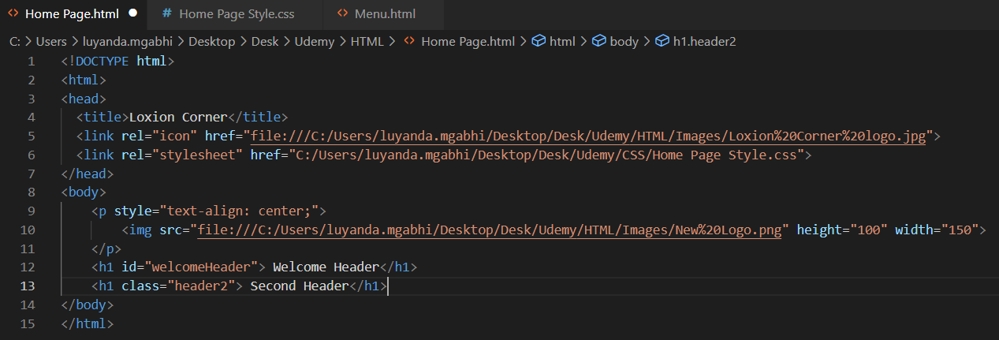 Home Page.html Home Page Style.css Menu.html
C: > Users > luyanda.mgabhi > Desktop > Desk > Udemy > HTML > Home Page.html > html > body > h1.header2
1 <!DOCTYPE html>
2 <html>
3 <head>
4 <title>Loxion Corner</title>
5 <link rel="icon" href="file:///C:/Users/luyanda.mgabhi/Desktop/Desk/Udemy/HTML/Images/Loxion%20Corner%20logo.jpg">
6 <link rel="stylesheet" href="C:/Users/luyanda.mgabhi/Desktop/Desk/Udemy/CSS/Home Page Style.css">
7 </head>
8 <body>
9 <p style="text-align: center;">
10 <img src="file:///C:/Users/luyanda.mgabhi/Desktop/Desk/Udemy/HTML/Images/New%20Logo.png" height="100" width="150">
11 </p>
12 <h1 id="welcomeHeader"> Welcome Header</h1>
13 <h1 class="header2"> Second Header</h1>
14 </body>
15 </html>